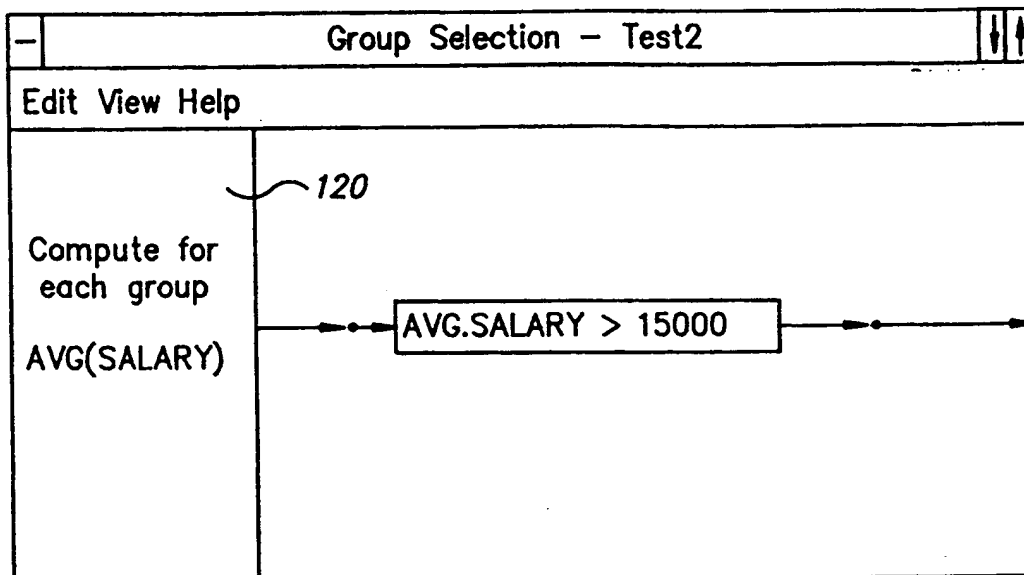 Group Selection – Test2
Edit View Help
120
Compute for
each group
AVG(SALARY)
AVG.SALARY > 15000